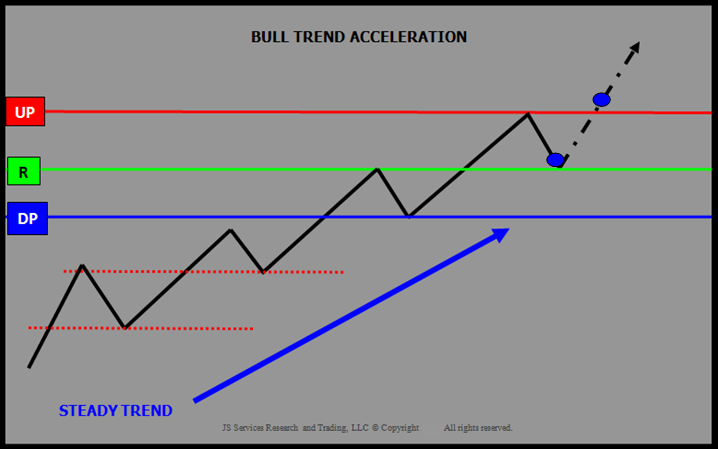 BULL TREND ACCELERATION
UP
R
DP
STEADY TREND
JS Services Research and Trading, LLC © Copyright All rights reserved.